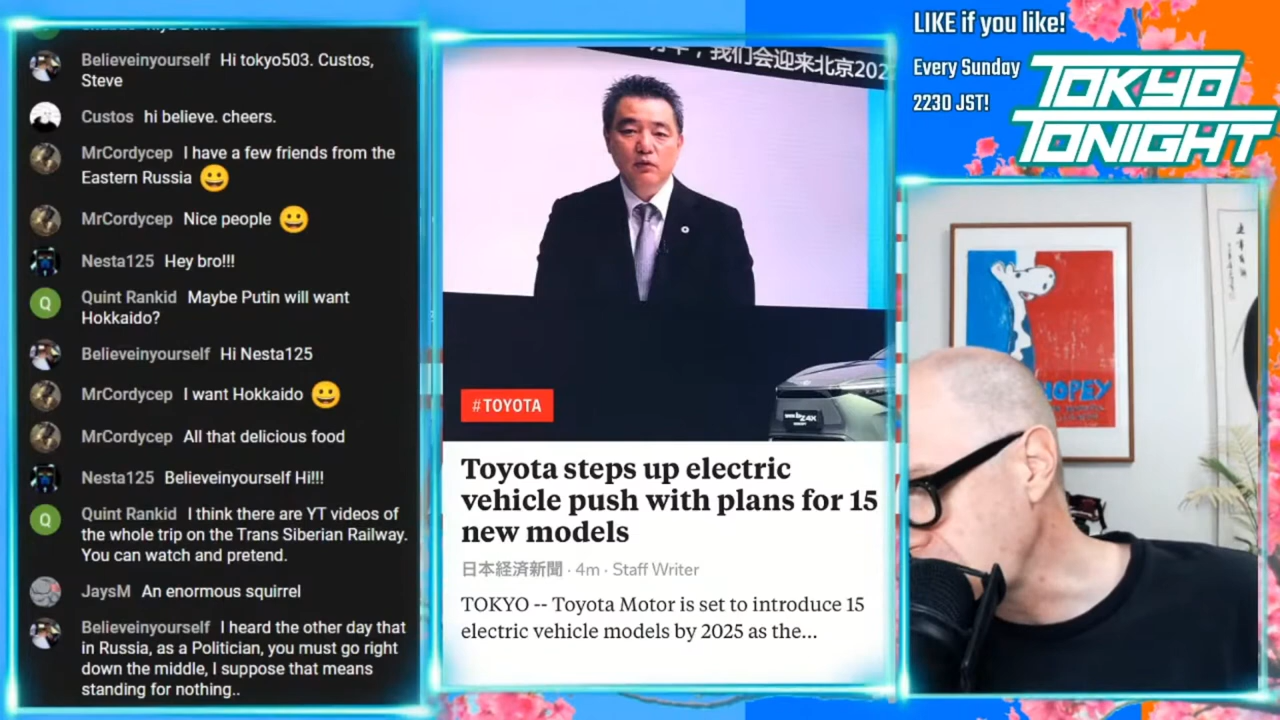 Believeinyourself Hi tokyo503. Custos,
Steve
Custos hi believe. cheers.
MrCordycep I have a few friends from the
Eastern Russia 😀
MrCordycep Nice people 😀
Nesta125 Hey bro!!!
Q
Quint Rankid Maybe Putin will want
Hokkaido?
Believeinyourself Hi Nesta125
MrCordycep I want Hokkaido 😀
MrCordycep All that delicious food
Nesta125 Believeinyourself Hi!!!
Q
Quint Rankid I think there are YT videos of
the whole trip on the Trans Siberian Railway.
You can watch and pretend.
JaysM An enormous squirrel
Believeinyourself I heard the other day that
in Russia, as a Politician, you must go right
down the middle, I suppose that means
standing for nothing..
我们会迎来北京202
#TOYOTA
Toyota steps up electric
vehicle push with plans for 15
new models
日本経済新聞 · 4m · Staff Writer
TOKYO -- Toyota Motor is set to introduce 15
electric vehicle models by 2025 as the...
LIKE if you like!
Every Sunday
2230 JST!
TOKYO
TONIGHT
HOPEY